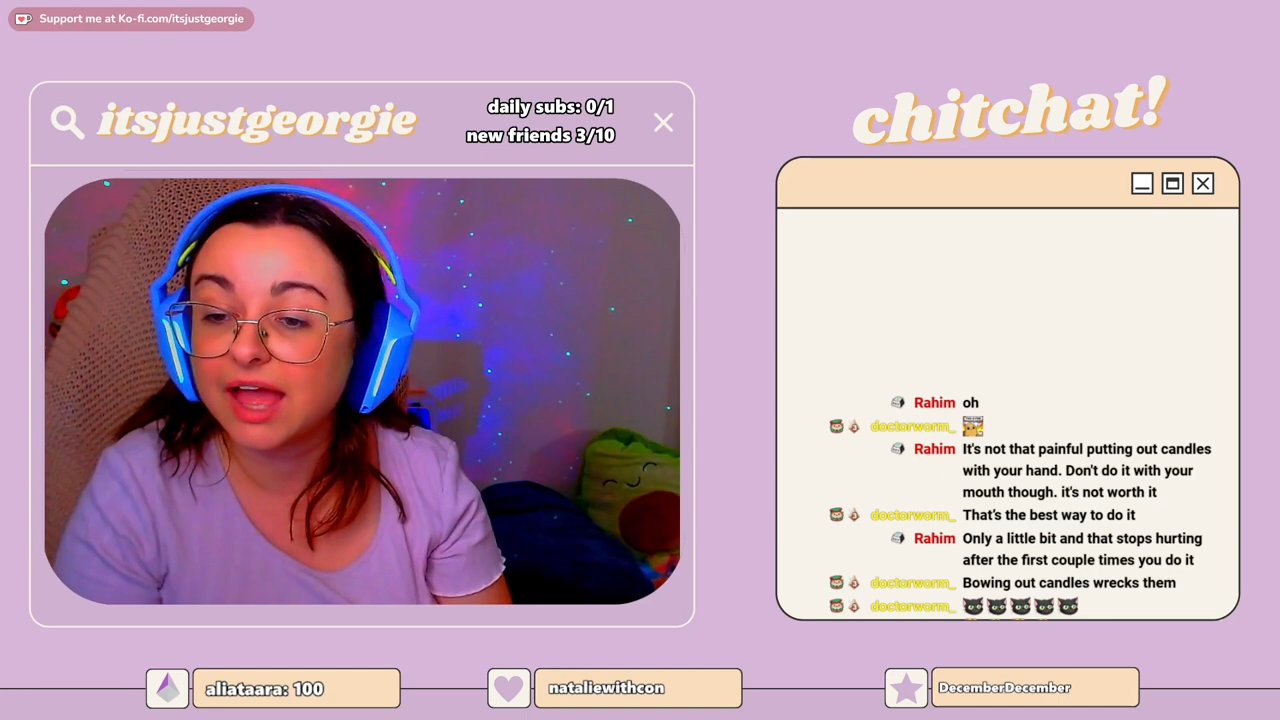 Support me at Ko-fi.com/itsjustgeorgie
itsjustgeorgie
daily subs: 0/1
new friends 3/10
chitchat!
Rahim oh
doctorworm_
Rahim It's not that painful putting out candles
with your hand. Don't do it with your
mouth though. it's not worth it
doctorworm_ That's the best way to do it
Rahim Only a little bit and that stops hurting
after the first couple times you do it
doctorworm_ Bowing out candles wrecks them
doctorworm_
aliataara: 100
nataliewithcon
DecemberDecember